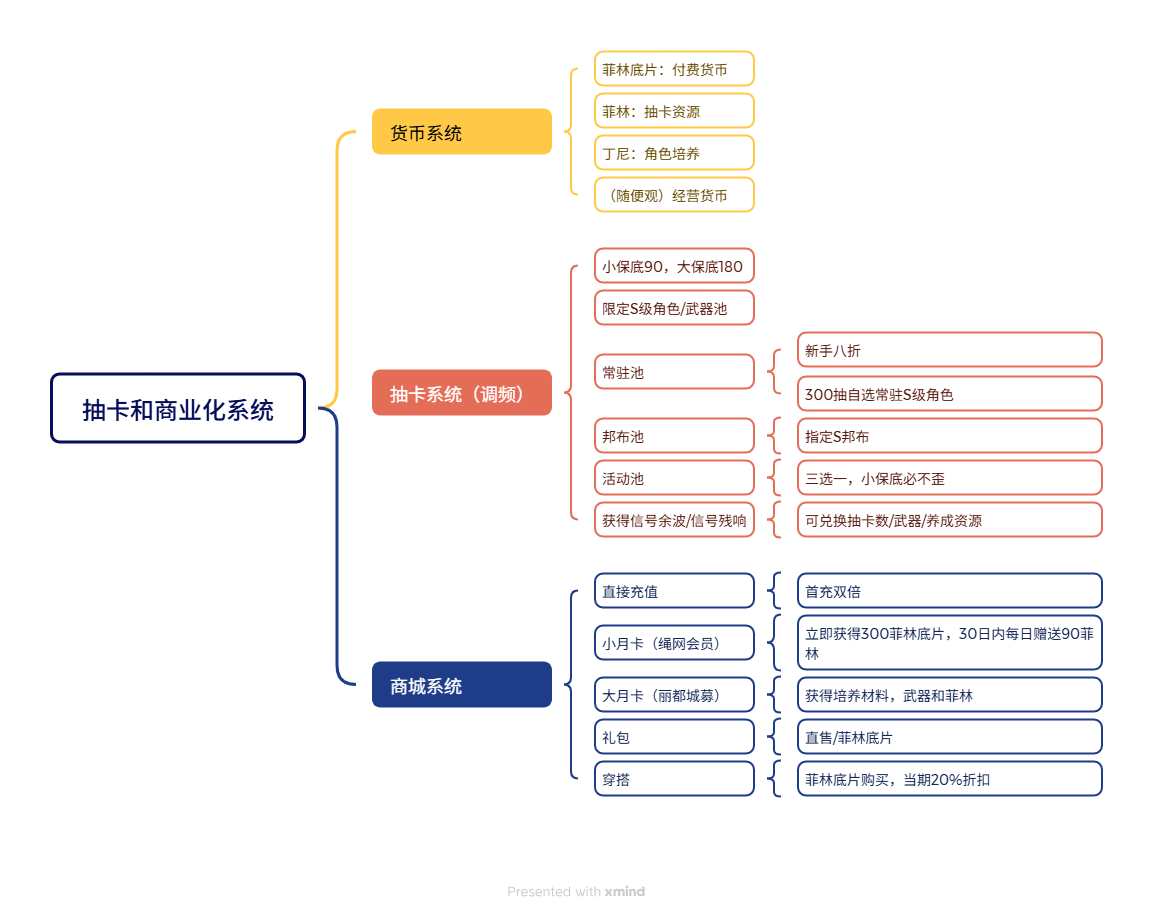 抽卡和商业化系统
货币系统
菲林底片：付费货币
菲林：抽卡资源
丁尼：角色培养
（随便观）经营货币
抽卡系统（调频）
小保底90，大保底180
限定S级角色/武器池
常驻池
新手八折
300抽自选常驻S级角色
邦布池
指定S邦布
活动池
三选一，小保底必不歪
获得信号余波/信号残响
可兑换抽卡数/武器/养成资源
商城系统
直接充值
首充双倍
小月卡（绳网会员）
立即获得300菲林底片，30日内每日赠送90菲
林
大月卡（丽都城募）
获得培养材料，武器和菲林
礼包
直售/菲林底片
穿搭
菲林底片购买，当期20%折扣
Presented with xmind